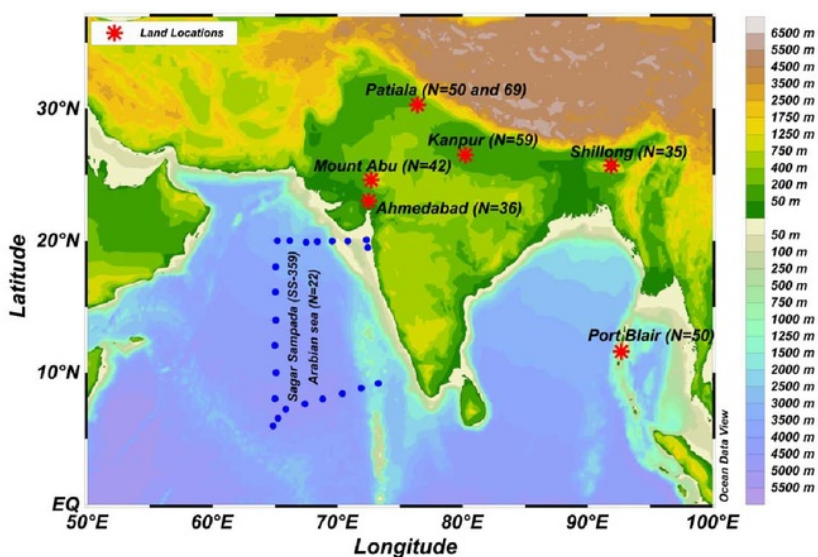 Land Locations
Patiala (N=50 and 69)
Kanpur (N=59)
Shillong (N=35)
Mount Abu (N=42)
Ahmedabad (N=36)
Port Blair (N=50)
Sagar Sampada (SS-359)
Arabian sea (N=22)
Latitude
30°N
20°N
10°N
EQ
50°E
60°E
70°E
80°E
90°E
100°E
Longitude
Ocean Data View
6500 m
5500 m
4500 m
3500 m
2500 m
1750 m
1250 m
750 m
400 m
200 m
50 m
50 m
100 m
250 m
500 m
750 m
1250 m
1500 m
2000 m
2500 m
3000 m
3500 m
4000 m
4500 m
5000 m
5500 m